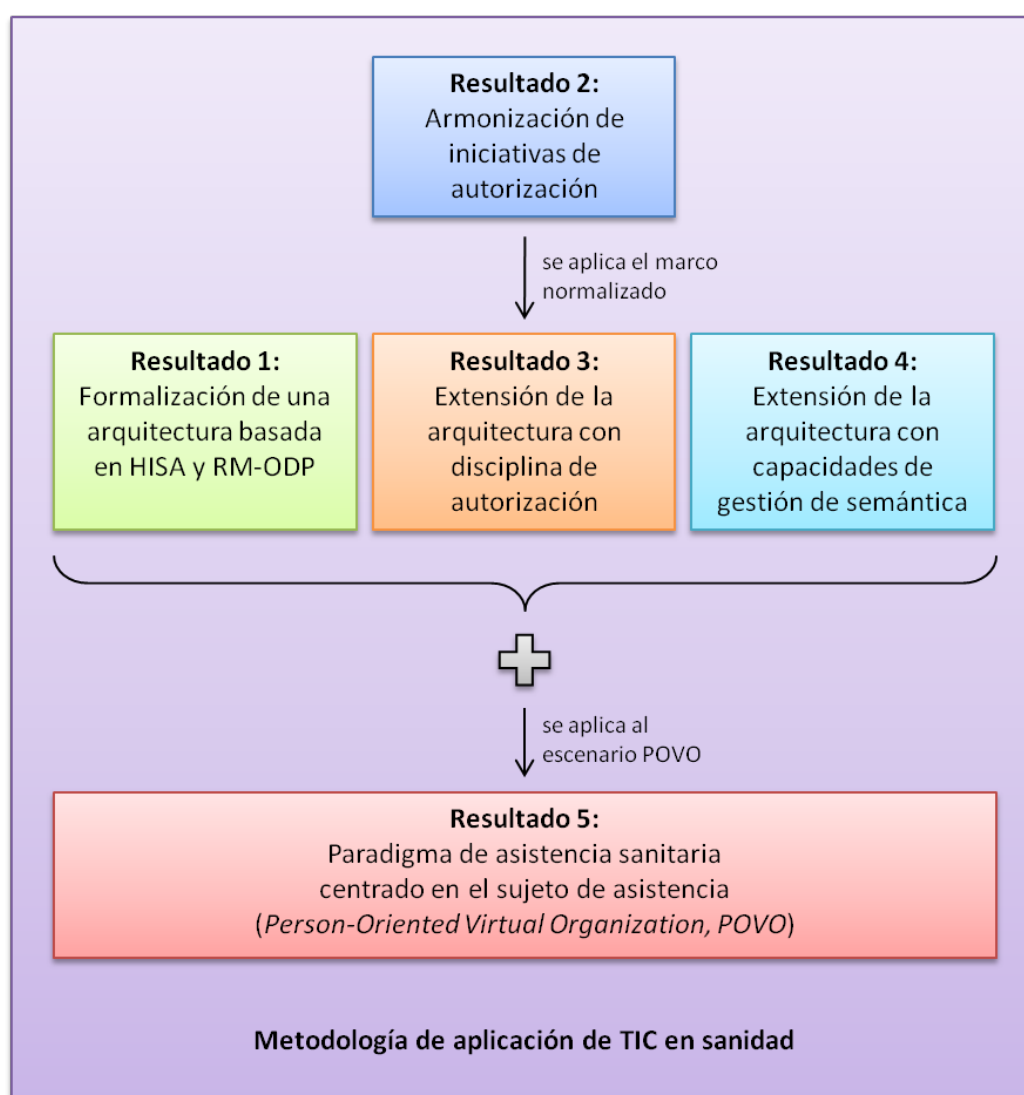 Resultado 2:
Armonización de
iniciativas de
autorización
se aplica el marco
normalizado
Resultado 1:
Formalización de una
arquitectura basada
en HISA y RM-ODP
Resultado 3:
Extensión de la
arquitectura con
disciplina de
autorización
Resultado 4:
Extensión de la
arquitectura con
capacidades de
gestión de semántica
se aplica al
escenario POVO
Resultado 5:
Paradigma de asistencia sanitaria
centrado en el sujeto de asistencia
(Person-Oriented Virtual Organization, POVO)
Metodología de aplicación de TIC en sanidad